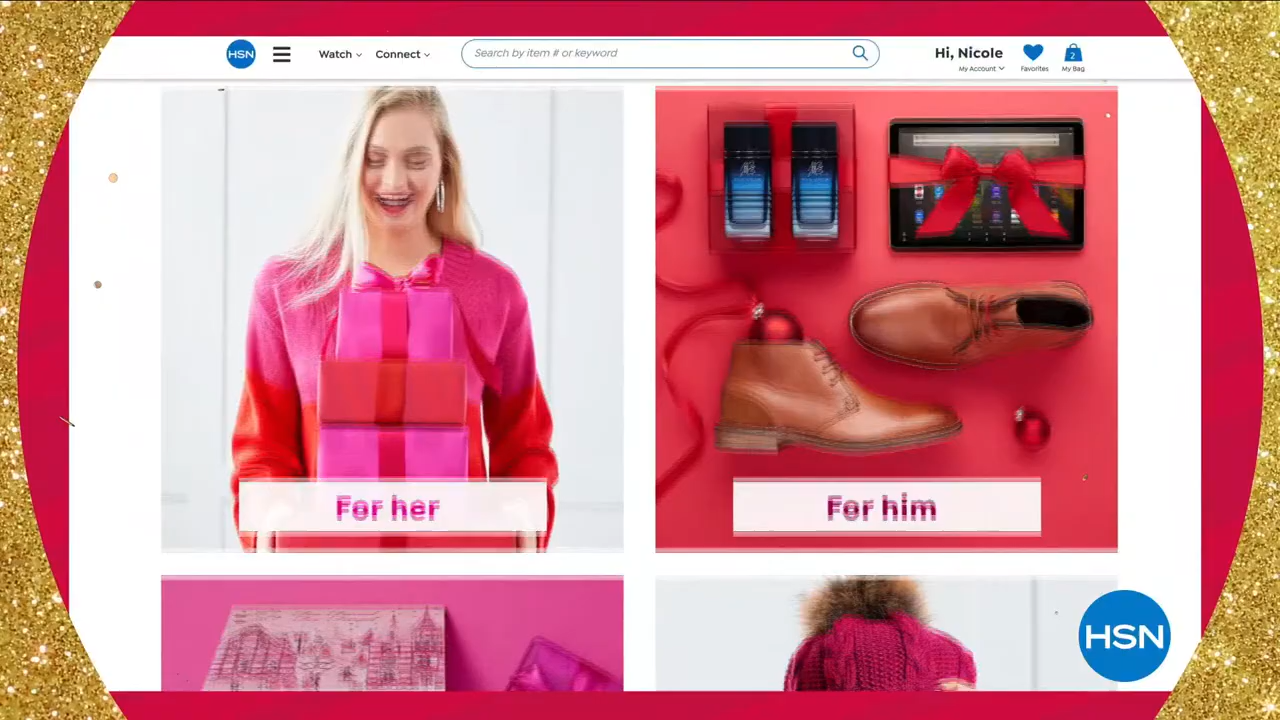 HSN
Watch
Connect
Search by item # or keyword
Hi, Nicole
My Account
Favorites
2
My Bag
For her
For him
HSN